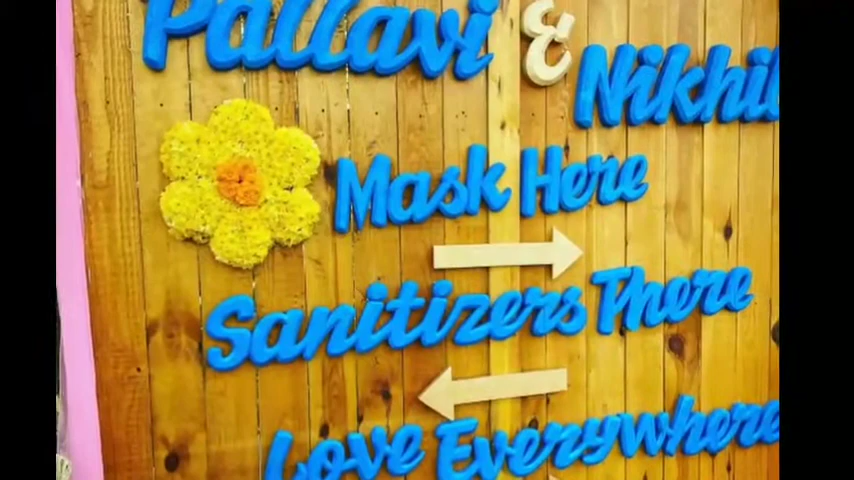 Pallavi & Nikhil
Mask Here
Sanitizers There
Love Everywhere